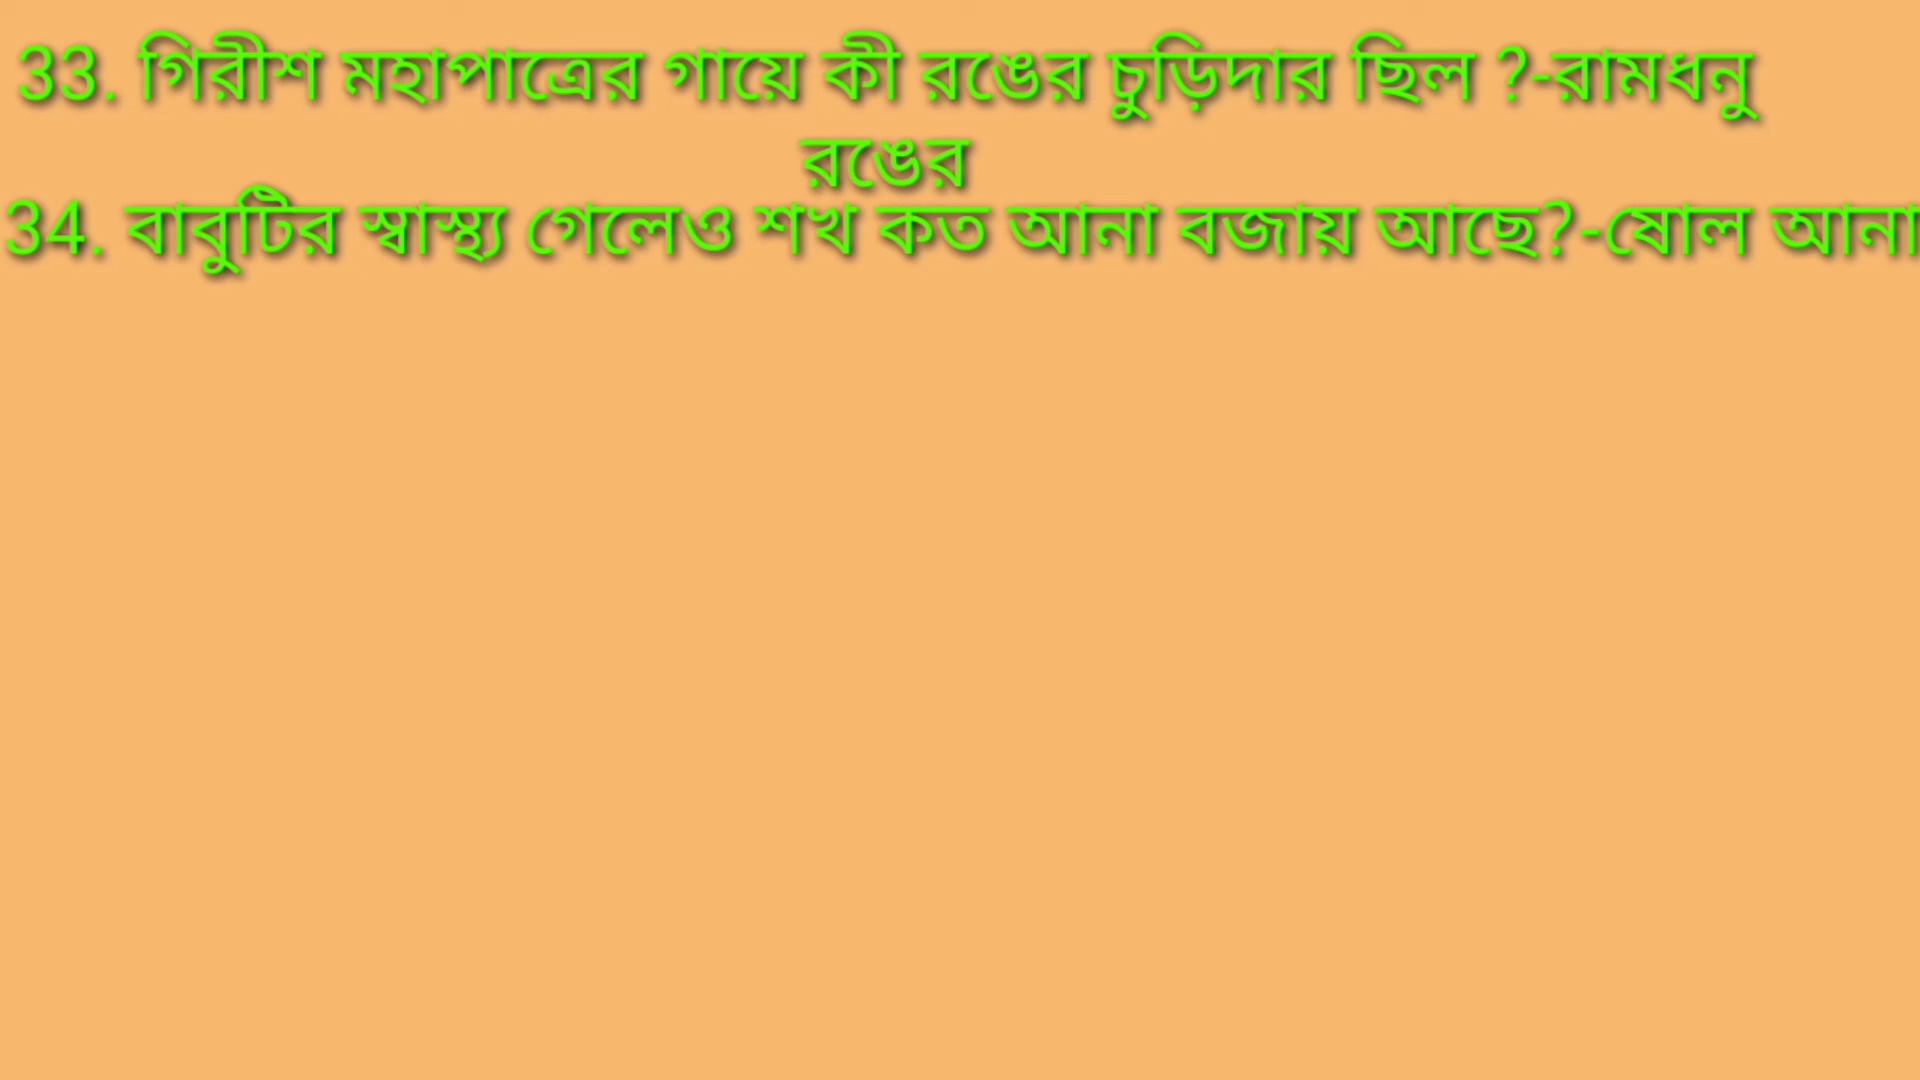 33. গিরীশ মহাপাত্রের গায়ে কী রঙের চুড়িদার ছিল ?-রামধনু
রঙের
34. বাবুটির স্বাস্থ্য গেলেও শখ কত আনা বজায় আছে?-ষোল আনা